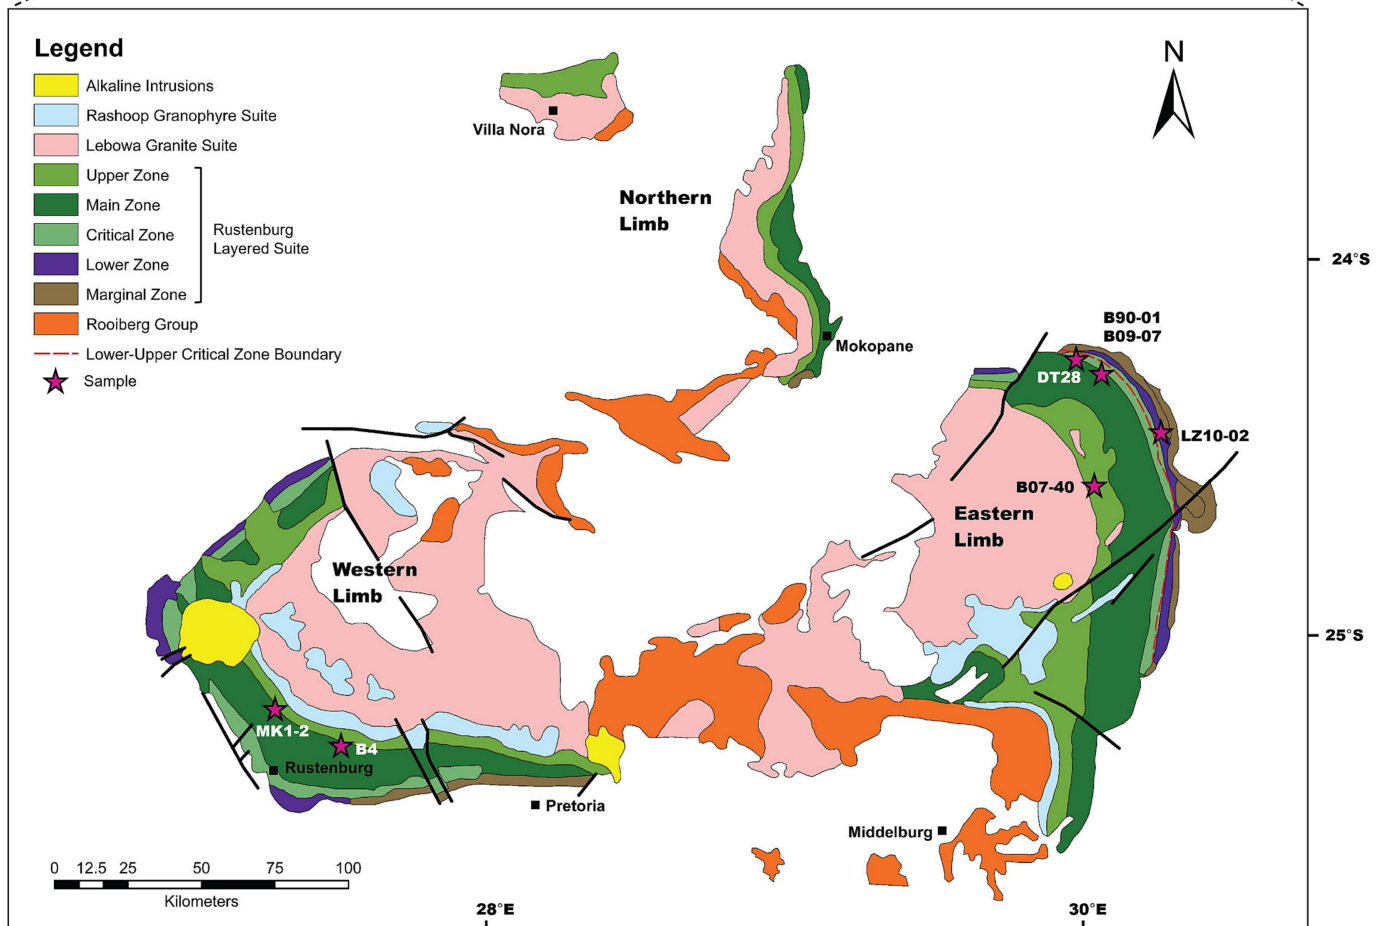 Legend
Alkaline Intrusions
Rashoop Granophyre Suite
Lebowa Granite Suite
Upper Zone
Main Zone
Critical Zone
Lower Zone
Marginal Zone
Rustenburg
Layered Suite
Rooiberg Group
Lower-Upper Critical Zone Boundary
Sample
N
Villa Nora
Northern
Limb
24°S
Mokopane
B90-01
B09-07
DT28
LZ10-02
B07-40
Eastern
Limb
Western
Limb
25°S
MK1-2
B4
Rustenburg
Pretoria
Middelburg
0 12.5 25 50 75 100
Kilometers
28°E
30°E